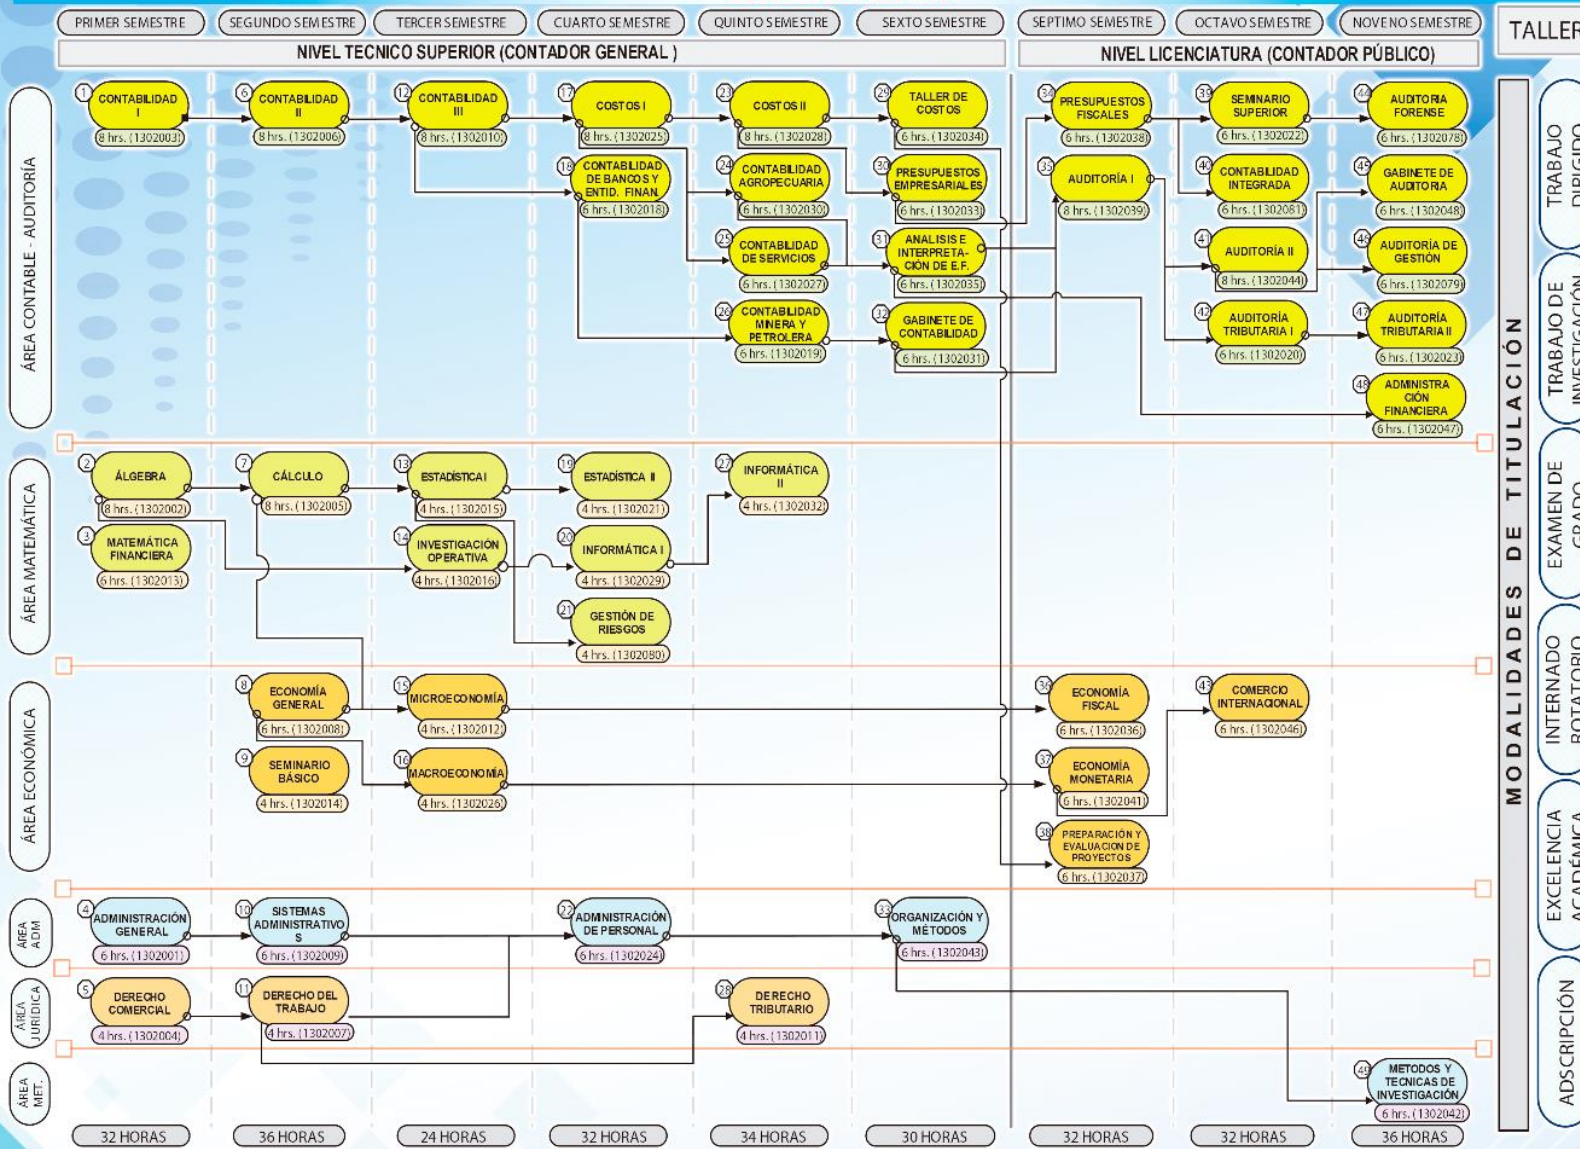 PRIMER SEMESTRE
SEGUNDO SEMESTRE
TERCER SEMESTRE
CUARTO SEMESTRE
QUINTO SEMESTRE
SEXTO SEMESTRE
SEPTIMO SEMESTRE
OCTAVO SEMESTRE
NOVENO SEMESTRE
TALLER
NIVEL TECNICO SUPERIOR (CONTADOR GENERAL )
NIVEL LICENCIATURA (CONTADOR PÚBLICO)
ÁREA CONTABLE - AUDITORÍA
1
CONTABILIDAD
I
8 hrs. (1302003)
6
CONTABILIDAD
II
8 hrs. (1302006)
12
CONTABILIDAD
III
8 hrs. (1302010)
17
COSTOS I
8 hrs. (1302025)
23
COSTOS II
8 hrs. (1302028)
29
TALLER DE
COSTOS
6 hrs. (1302034)
34
PRESUPUESTOS
FISCALES
6 hrs. (1302038)
39
SEMINARIO
SUPERIOR
6 hrs. (1302022)
44
AUDITORIA
FORENSE
6 hrs. (1302078)
18
CONTABILIDAD
DE BANCOS Y
ENTID. FINAN.
6 hrs. (1302018)
24
CONTABILIDAD
AGROPECUARIA
6 hrs. (1302030)
30
PRESUPUESTOS
EMPRESARIALES
6 hrs. (1302033)
35
AUDITORÍA I
8 hrs. (1302039)
40
CONTABILIDAD
INTEGRADA
6 hrs. (1302081)
45
GABINETE DE
AUDITORIA
6 hrs. (1302048)
25
CONTABILIDAD
DE SERVICIOS
6 hrs. (1302027)
31
ANALISIS E
INTERPRETA-
CIÓN DE E.F.
6 hrs. (1302035)
41
AUDITORÍA II
8 hrs. (1302044)
46
AUDITORÍA DE
GESTIÓN
6 hrs. (1302079)
26
CONTABILIDAD
MINERA Y
PETROLERA
6 hrs. (1302019)
32
GABINETE DE
CONTABILIDAD
6 hrs. (1302031)
42
AUDITORÍA
TRIBUTARIA I
6 hrs. (1302020)
47
AUDITORÍA
TRIBUTARIA II
6 hrs. (1302023)
48
ADMINISTRA
CIÓN
FINANCIERA
6 hrs. (1302047)
ÁREA MATEMÁTICA
2
ÁLGEBRA
8 hrs. (1302002)
7
CÁLCULO
8 hrs. (1302005)
13
ESTADÍSTICA I
4 hrs. (1302015)
19
ESTADÍSTICA II
4 hrs. (1302021)
27
INFORMÁTICA
II
4 hrs. (1302032)
3
MATEMÁTICA
FINANCIERA
6 hrs. (1302013)
14
INVESTIGACIÓN
OPERATIVA
4 hrs. (1302016)
20
INFORMÁTICA I
4 hrs. (1302029)
21
GESTIÓN DE
RIESGOS
4 hrs. (1302080)
ÁREA ECONÓMICA
8
ECONOMÍA
GENERAL
6 hrs. (1302008)
15
MICROECONOMÍA
4 hrs. (1302012)
36
ECONOMÍA
FISCAL
6 hrs. (1302036)
43
COMERCIO
INTERNACIONAL
6 hrs. (1302046)
9
SEMINARIO
BÁSICO
4 hrs. (1302014)
16
MACROECONOMÍA
4 hrs. (1302026)
37
ECONOMÍA
MONETARIA
6 hrs. (1302041)
38
PREPARACIÓN Y
EVALUACION DE
PROYECTOS
6 hrs. (1302037)
ÁREA
ADM
4
ADMINISTRACIÓN
GENERAL
6 hrs. (1302001)
10
SISTEMAS
ADMINISTRATIVO
S
6 hrs. (1302009)
22
ADMINISTRACIÓN
DE PERSONAL
6 hrs. (1302024)
33
ORGANIZACIÓN Y
MÉTODOS
6 hrs. (1302043)
ÁREA
JURÍDICA
5
DERECHO
COMERCIAL
4 hrs. (1302004)
11
DERECHO DEL
TRABAJO
4 hrs. (1302007)
28
DERECHO
TRIBUTARIO
4 hrs. (1302011)
ÁREA
MET.
49
METODOS Y
TECNICAS DE
INVESTIGACIÓN
6 hrs. (1302042)
32 HORAS
36 HORAS
24 HORAS
32 HORAS
34 HORAS
30 HORAS
32 HORAS
32 HORAS
36 HORAS
MODALIDADES DE TITULACIÓN
TRABAJO
DIRIGIDO
TRABAJO DE
INVESTIGACIÓN
EXAMEN DE
GRADO
INTERNADO
ROTATORIO
EXCELENCIA
ACADÉMICA
ADSCRIPCIÓN